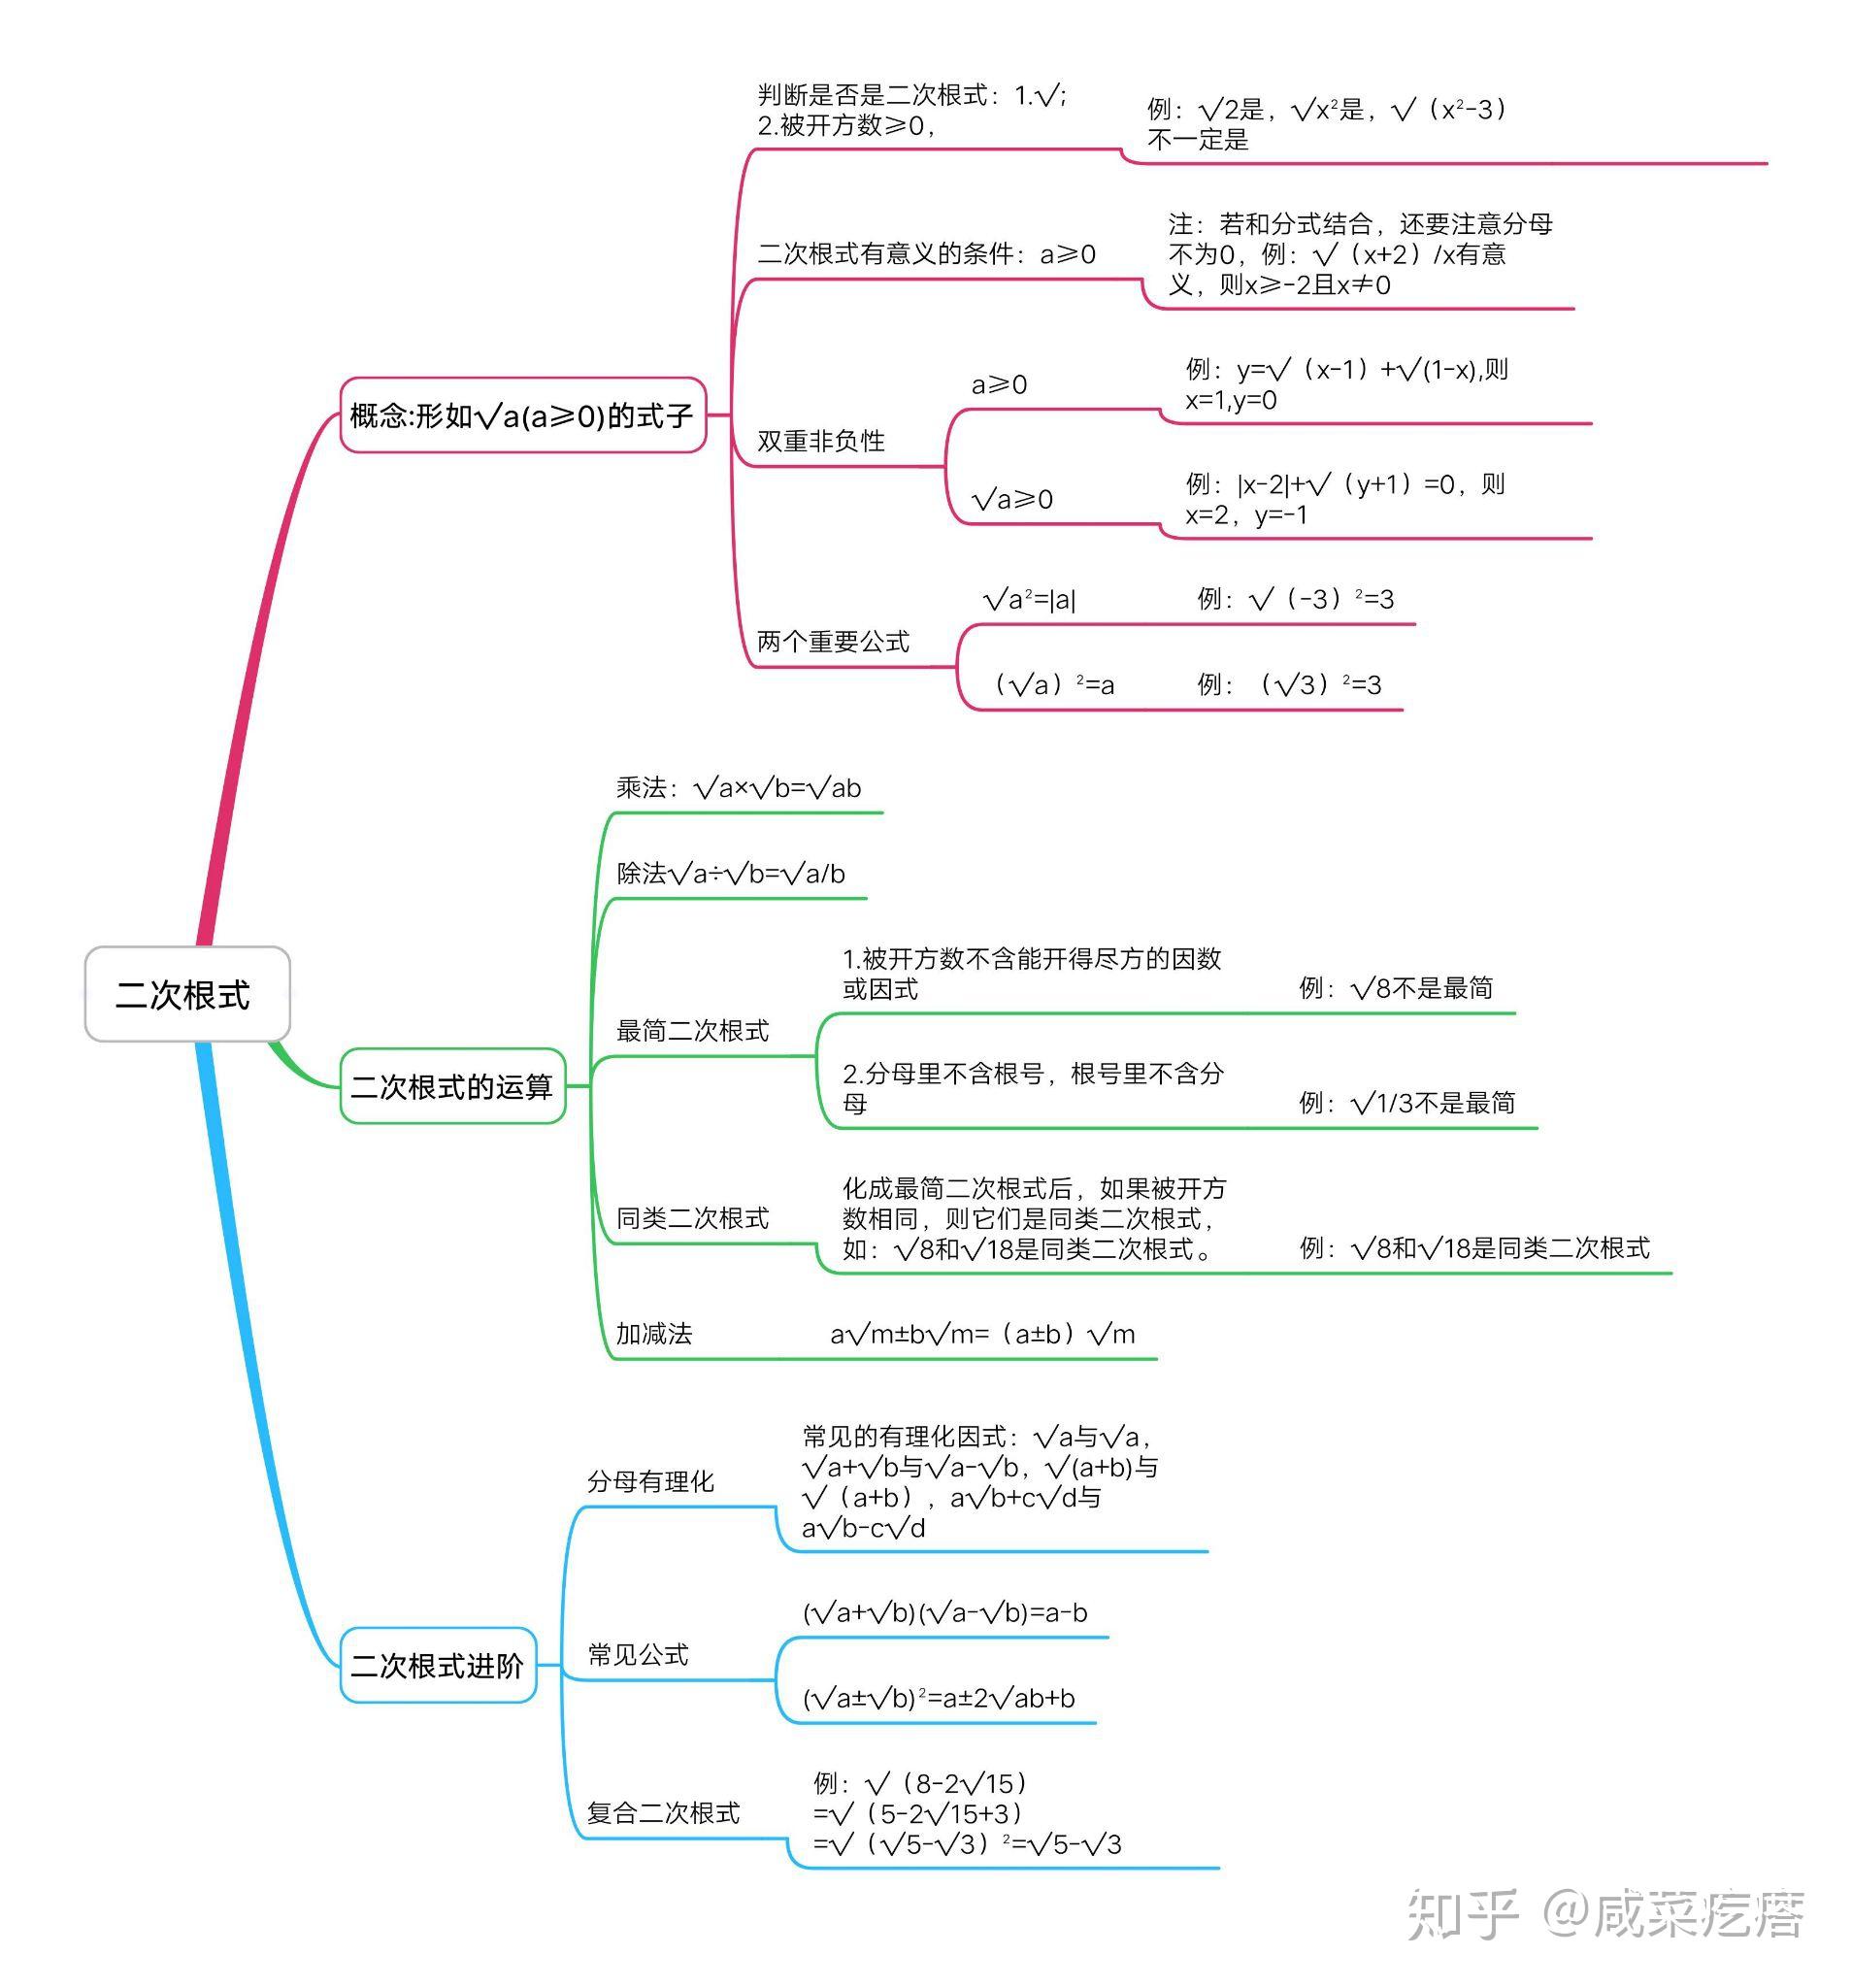 判断是否是二次根式：1.√;
2.被开方数≥0，
例：√2是，√x²是，√（x²-3）
不一定是
二次根式有意义的条件：a≥0
注：若和分式结合，还要注意分母
不为0，例：√（x+2）/x有意
义，则x≥-2且x≠0
概念:形如√a(a≥0)的式子
双重非负性
a≥0
例：y=√（x-1）+√(1-x),则
x=1,y=0
√a≥0
例：|x-2|+√（y+1）=0，则
x=2，y=-1
两个重要公式
√a²=|a|
例：√（-3）²=3
（√a）²=a
例：（√3）²=3
二次根式
二次根式的运算
乘法：√a×√b=√ab
除法√a÷√b=√a/b
最简二次根式
1.被开方数不含能开得尽方的因数
或因式
例：√8不是最简
2.分母里不含根号，根号里不含分
母
例：√1/3不是最简
同类二次根式
化成最简二次根式后，如果被开方
数相同，则它们是同类二次根式，
如：√8和√18是同类二次根式。
例：√8和√18是同类二次根式
加减法
a√m±b√m=（a±b）√m
二次根式进阶
分母有理化
常见的有理化因式：√a与√a，
√a+√b与√a-√b，√(a+b)与
√（a+b），a√b+c√d与
a√b-c√d
常见公式
(√a+√b)(√a-√b)=a-b
(√a±√b)²=a±2√ab+b
复合二次根式
例：√（8-2√15）
=√（5-2√15+3）
=√（√5-√3）²=√5-√3
知乎 @咸菜疙瘩